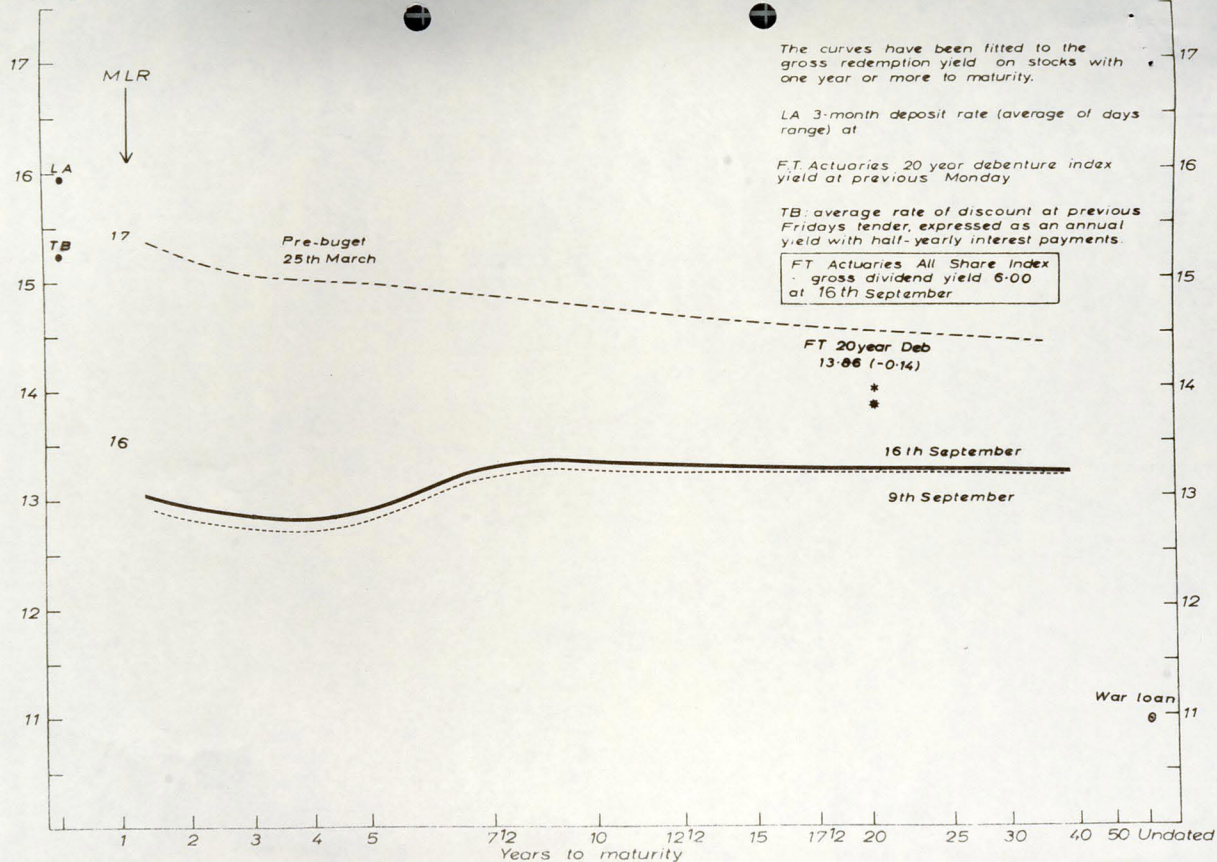 The curves have been fitted to the
gross redemption yield on stocks with
one year or more to maturity.
LA 3-month deposit rate (average of days
range) at
F.T. Actuaries 20 year debenture index
yield at previous Monday
TB: average rate of discount at previous
Fridays tender, expressed as an annual
yield with half-yearly interest payments.
FT Actuaries All Share Index
- gross dividend yield 6·00
at 16th September
17
16
15
14
13
12
11
MLR
LA
TB
17
16
Pre-buget
25th March
FT 20year Deb
13·86 (-0·14)
16th September
9th September
War loan
17
16
15
14
13
12
11
1 2 3 4 5 71⁄2 10 121⁄2 15 171⁄2 20 25 30 40 50 Undated
Years to maturity